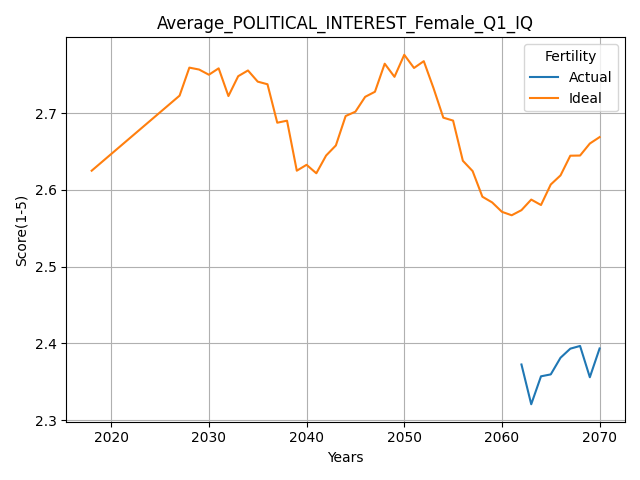 Average_POLITICAL_INTEREST_Female_Q1_IQ
Fertility
Actual
Ideal
Score(1-5)
2.7
2.6
2.5
2.4
2.3
2020 2030 2040 2050 2060 2070
Years